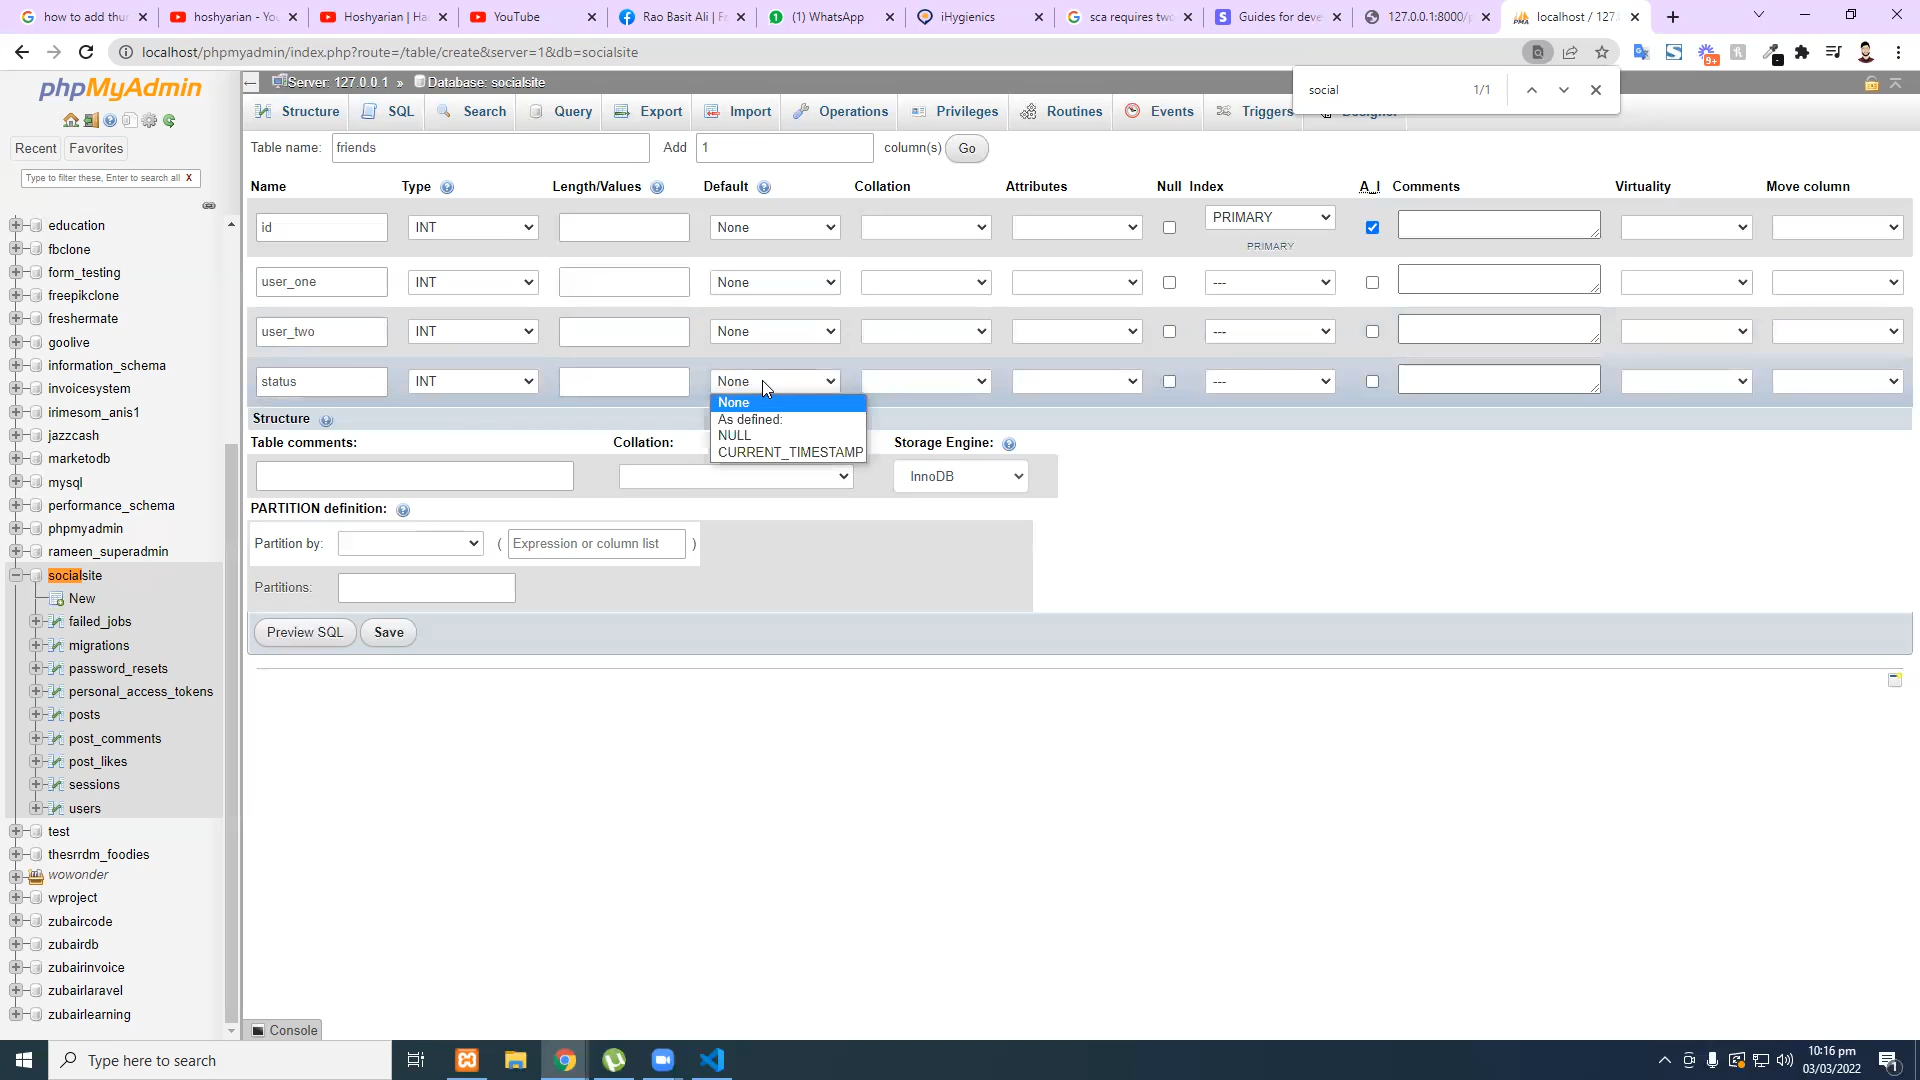 how to add thur
hoshyarian - You
Hoshyarian | Ha
YouTube
Rao Basit Ali | Fr
(1) WhatsApp
iHygienics
sca requires two
Guides for deve
127.0.0.1:8000/p
localhost / 127.
localhost/phpmyadmin/index.php?route=/table/create&server=1&db=socialsite
9+
social 1/1
phpMyAdmin
Recent Favorites
Type to filter these, Enter to search all X
education
fbclone
form_testing
freepikclone
freshermate
goolive
information_schema
invoicesystem
irimesom_anis1
jazzcash
marketodb
mysql
performance_schema
phpmyadmin
rameen_superadmin
socialsite
New
failed_jobs
migrations
password_resets
personal_access_tokens
posts
post_comments
post_likes
sessions
users
test
thesrrdm_foodies
wowonder
wproject
zubaircode
zubairdb
zubairinvoice
zubairlaravel
zubairlearning
Server: 127.0.0.1 » Database: socialsite
Structure SQL Search Query Export Import Operations Privileges Routines Events Triggers Designer
Table name: friends Add 1 column(s) Go
Name Type Length/Values Default Collation Attributes Null Index A_I Comments Virtuality Move column
id INT None PRIMARY
PRIMARY
user_one INT None ---
user_two INT None ---
status INT None ---
None
As defined:
NULL
CURRENT_TIMESTAMP
Structure
Table comments: Collation: Storage Engine:
InnoDB
PARTITION definition:
Partition by: ( Expression or column list )
Partitions:
Preview SQL Save
Console
Type here to search
10:16 pm
03/03/2022
1